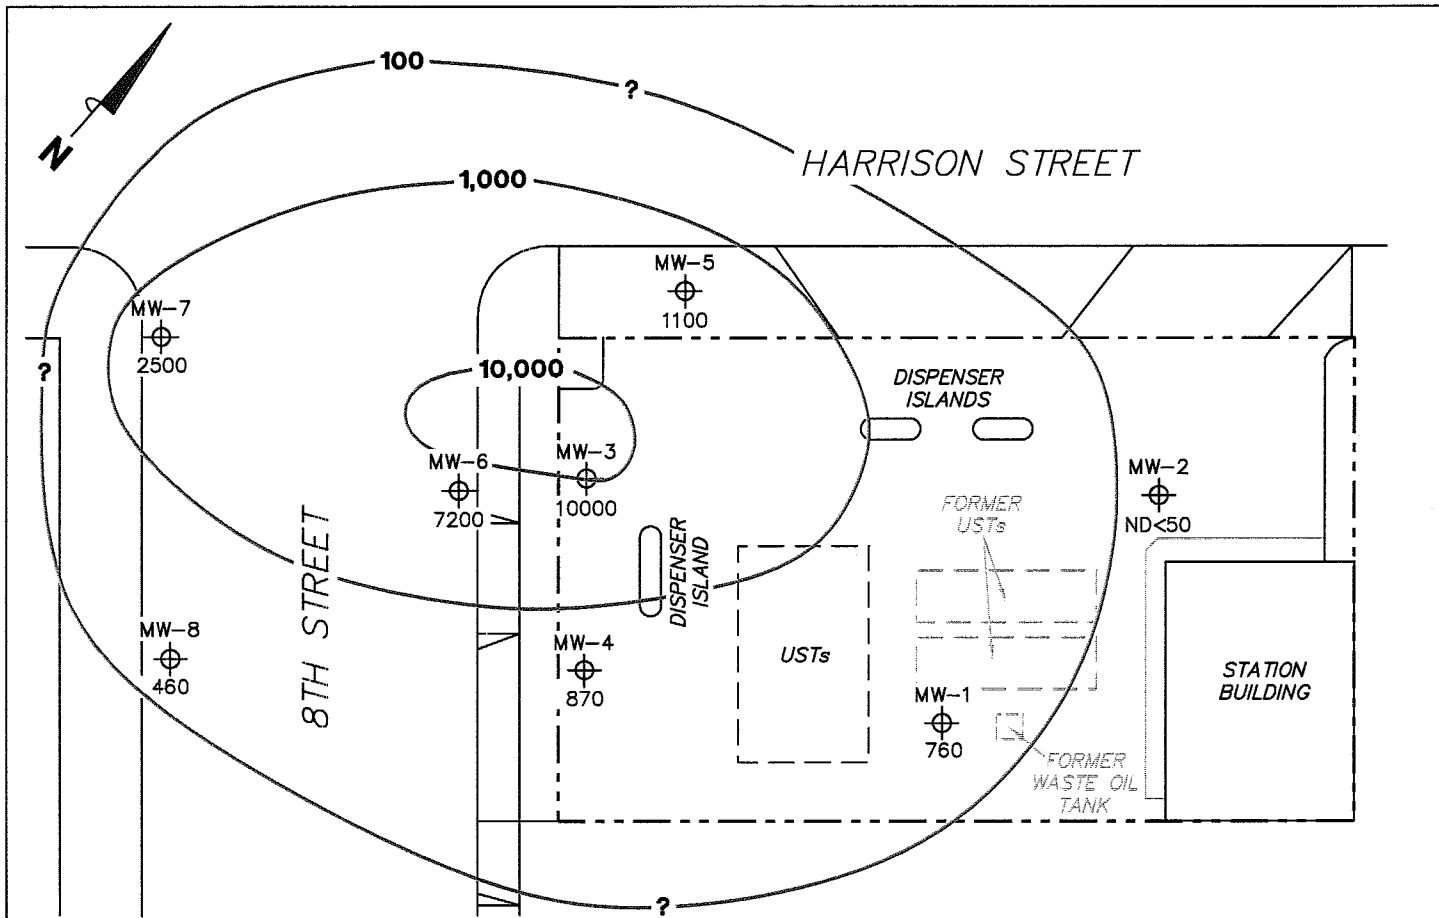 N
100
?
HARRISON STREET
1,000
MW-5
1100
MW-7
2500
?
10,000
DISPENSER
ISLANDS
MW-6
7200
MW-3
10000
MW-2
ND<50
FORMER
USTs
8TH STREET
DISPENSER
ISLAND
MW-8
460
MW-4
870
USTs
MW-1
760
STATION
BUILDING
FORMER
WASTE OIL
TANK
?